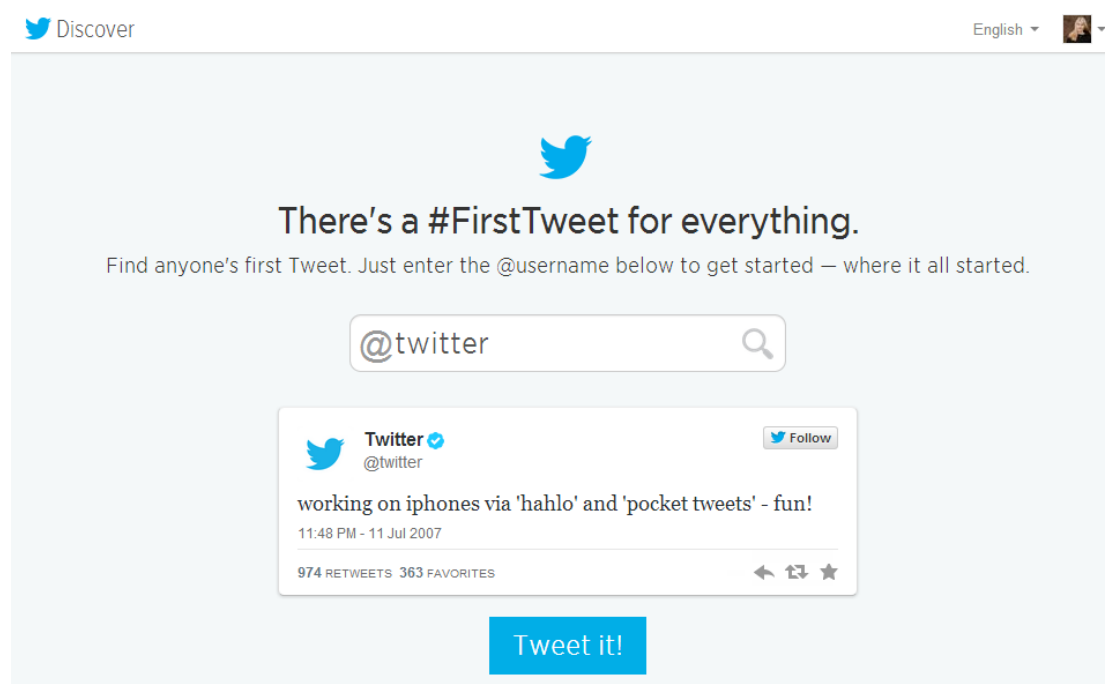 Discover
English
There's a #FirstTweet for everything.
Find anyone's first Tweet. Just enter the @username below to get started — where it all started.
@twitter
Twitter
Follow
@twitter
working on iphones via 'hahlo' and 'pocket tweets' - fun!
11:48 PM - 11 Jul 2007
974 RETWEETS 363 FAVORITES
Tweet it!